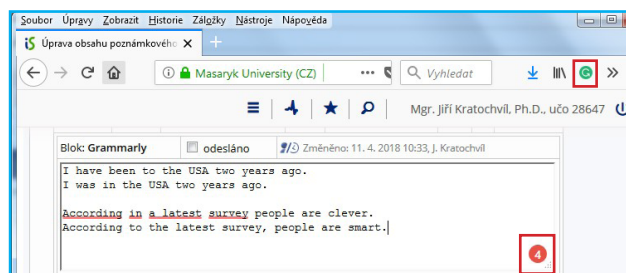 Soubor Úpravy Zobrazit Historie Záložky Nástroje Nápověda
Úprava obsahu poznámkového
Masaryk University (CZ) Vyhledat
Mgr. Jiří Kratochvíl, Ph.D., učo 28647
Blok: Grammarly odesláno Změněno: 11. 4. 2018 10:33, J. Kratochvíl
I have been to the USA two years ago.
I was in the USA two years ago.
According in a latest survey people are clever.
According to the latest survey, people are smart.
4